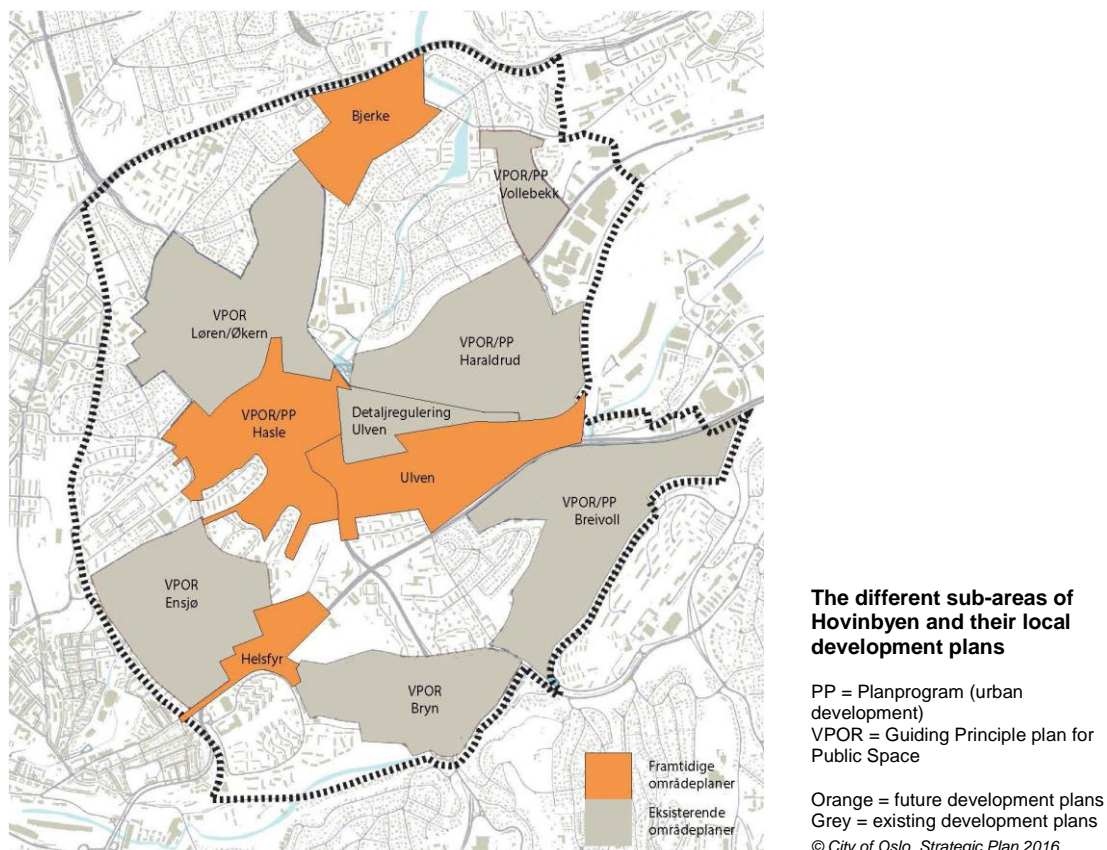 Bjerke
VPOR/PP
Vollebekk
VPOR
Løren/Økern
VPOR/PP
Haraldrud
VPOR/PP
Hasle
Detaljregulering
Ulven
Ulven
VPOR/PP
Breivoll
VPOR
Ensjø
Helsfyr
VPOR
Bryn
Framtidige
områdeplaner
Eksisterende
områdeplaner
The different sub-areas of
Hovinbyen and their local
development plans
PP = Planprogram (urban
development)
VPOR = Guiding Principle plan for
Public Space
Orange = future development plans
Grey = existing development plans
© City of Oslo, Strategic Plan 2016